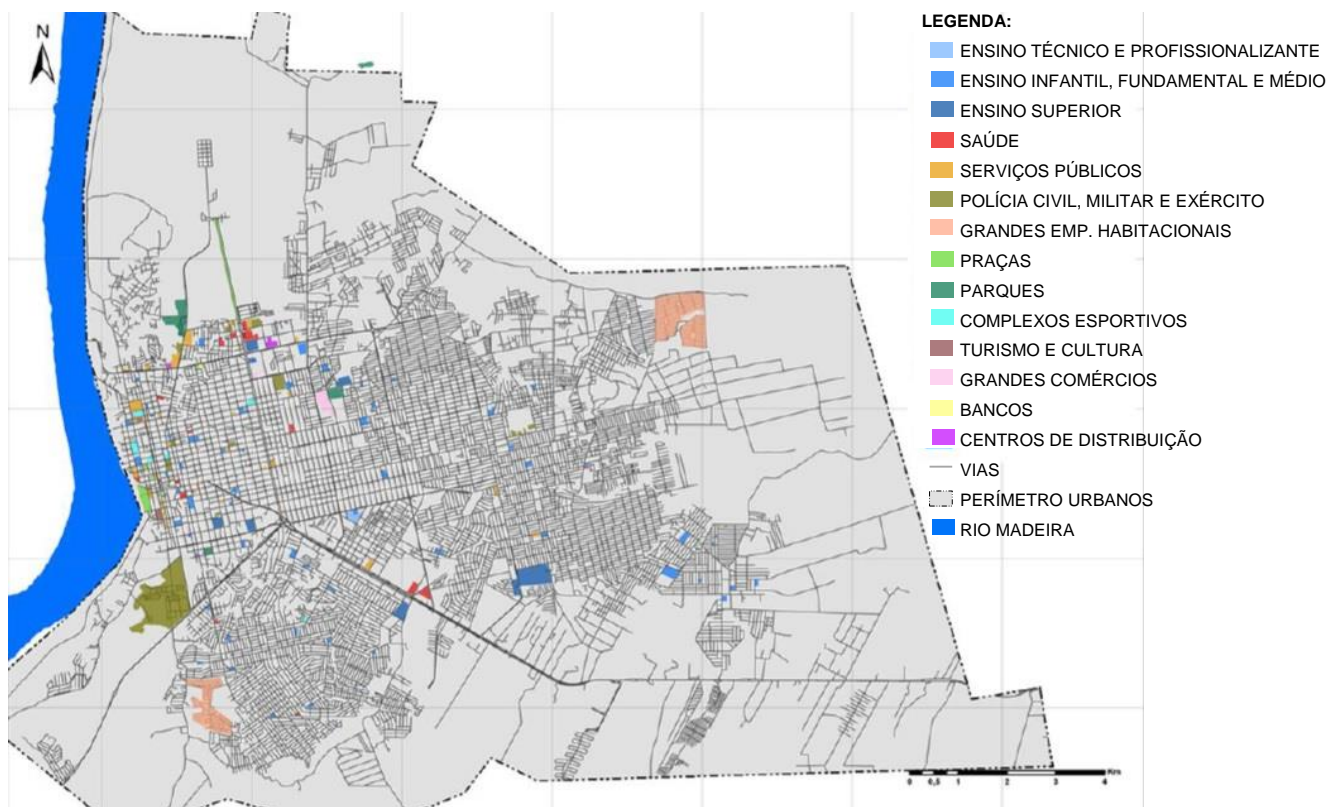 N
LEGENDA:
ENSINO TÉCNICO E PROFISSIONALIZANTE
ENSINO INFANTIL, FUNDAMENTAL E MÉDIO
ENSINO SUPERIOR
SAÚDE
SERVIÇOS PÚBLICOS
POLÍCIA CIVIL, MILITAR E EXÉRCITO
GRANDES EMP. HABITACIONAIS
PRAÇAS
PARQUES
COMPLEXOS ESPORTIVOS
TURISMO E CULTURA
GRANDES COMÉRCIOS
BANCOS
CENTROS DE DISTRIBUIÇÃO
VIAS
PERÍMETRO URBANOS
RIO MADEIRA
Km
0 0,5 1 2 3 4